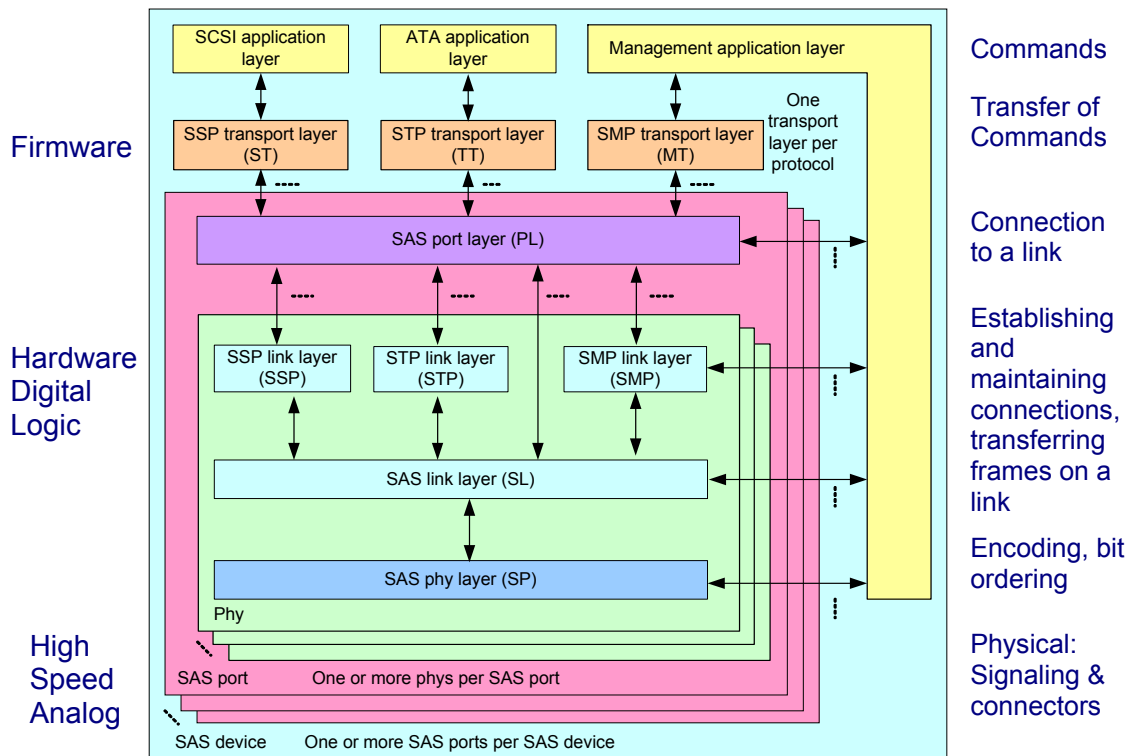 SCSI application
layer
ATA application
layer
Management application layer
Commands
Firmware
SSP transport layer
(ST)
STP transport layer
(TT)
SMP transport layer
(MT)
One
transport
layer per
protocol
Transfer of
Commands
SAS port layer (PL)
Connection
to a link
Hardware
Digital
Logic
SSP link layer
(SSP)
STP link layer
(STP)
SMP link layer
(SMP)
Establishing
and
maintaining
connections,
transferring
frames on a
link
SAS link layer (SL)
SAS phy layer (SP)
Encoding, bit
ordering
Phy
High
Speed
Analog
SAS port One or more phys per SAS port
Physical:
Signaling &
connectors
SAS device One or more SAS ports per SAS device